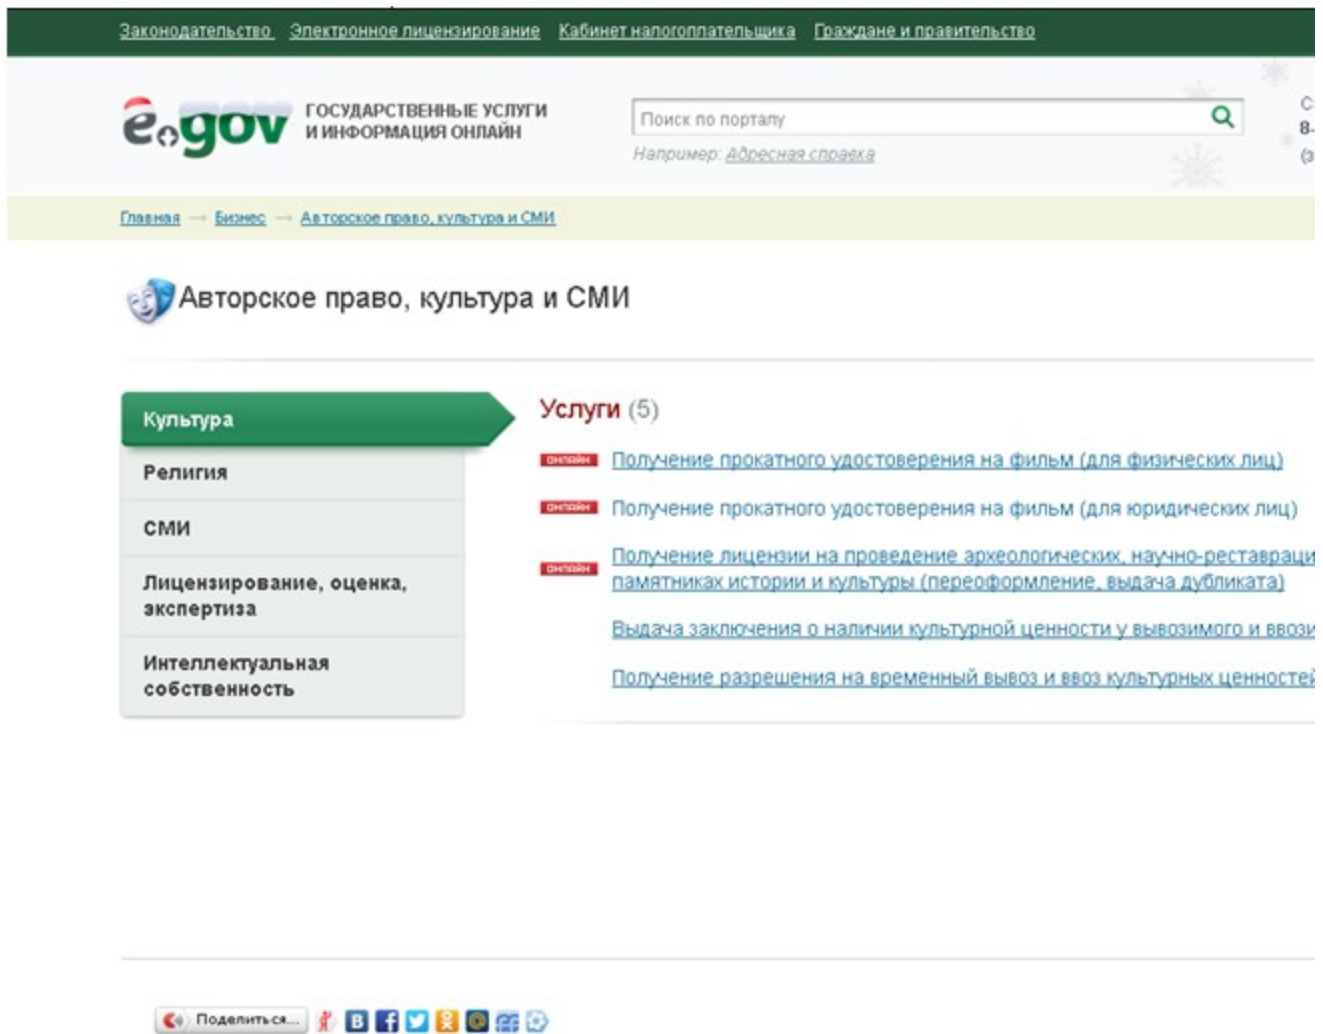 Законодательство Электронное лицензирование Кабинет налогоплательщика Граждане и правительство
e.gov ГОСУДАРСТВЕННЫЕ УСЛУГИ
И ИНФОРМАЦИЯ ОНЛАЙН
Поиск по порталу
Например: Адресная справка
С
8-
(з
Главная → Бизнес → Авторское право, культура и СМИ
Авторское право, культура и СМИ
Культура
Религия
СМИ
Лицензирование, оценка,
экспертиза
Интеллектуальная
собственность
Услуги (5)
ОНЛАЙН Получение прокатного удостоверения на фильм (для физических лиц)
ОНЛАЙН Получение прокатного удостоверения на фильм (для юридических лиц)
ОНЛАЙН Получение лицензии на проведение археологических, научно-реставраци
памятниках истории и культуры (переоформление, выдача дубликата)
Выдача заключения о наличии культурной ценности у вывозимого и ввози
Получение разрешения на временный вывоз и ввоз культурных ценностей
Поделиться...